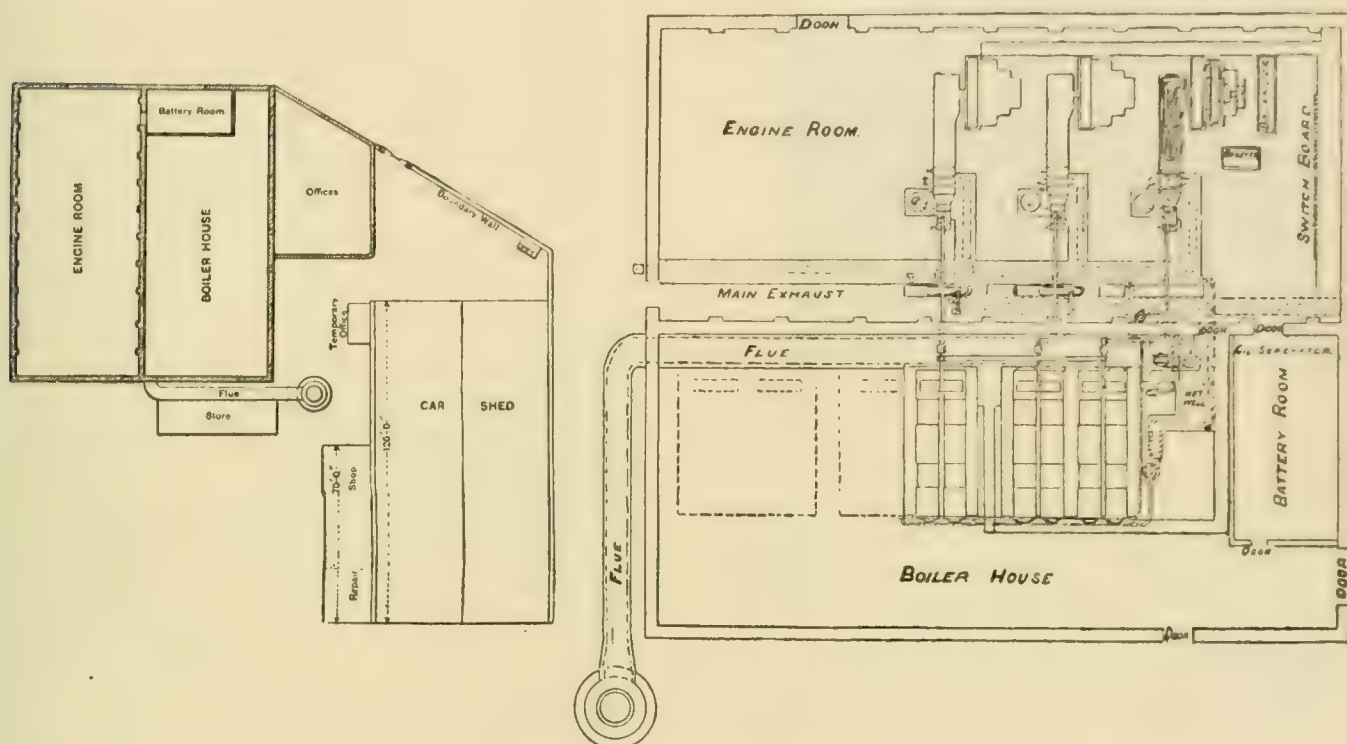 Battery Room
ENGINE ROOM
BOILER HOUSE
Offices
Boundary Wall
Temporary
Office
Flue
Store
CAR SHED
120'-0"
70'-0"
Repair Shop
DOOR
ENGINE ROOM.
SWITCH BOARD
MAIN EXHAUST
DOOR
DOOR
FLUE
OIL SEPARATOR
HOT
WELL
BATTERY ROOM
FLUE
DOOR
BOILER HOUSE
DOOR
DOOR